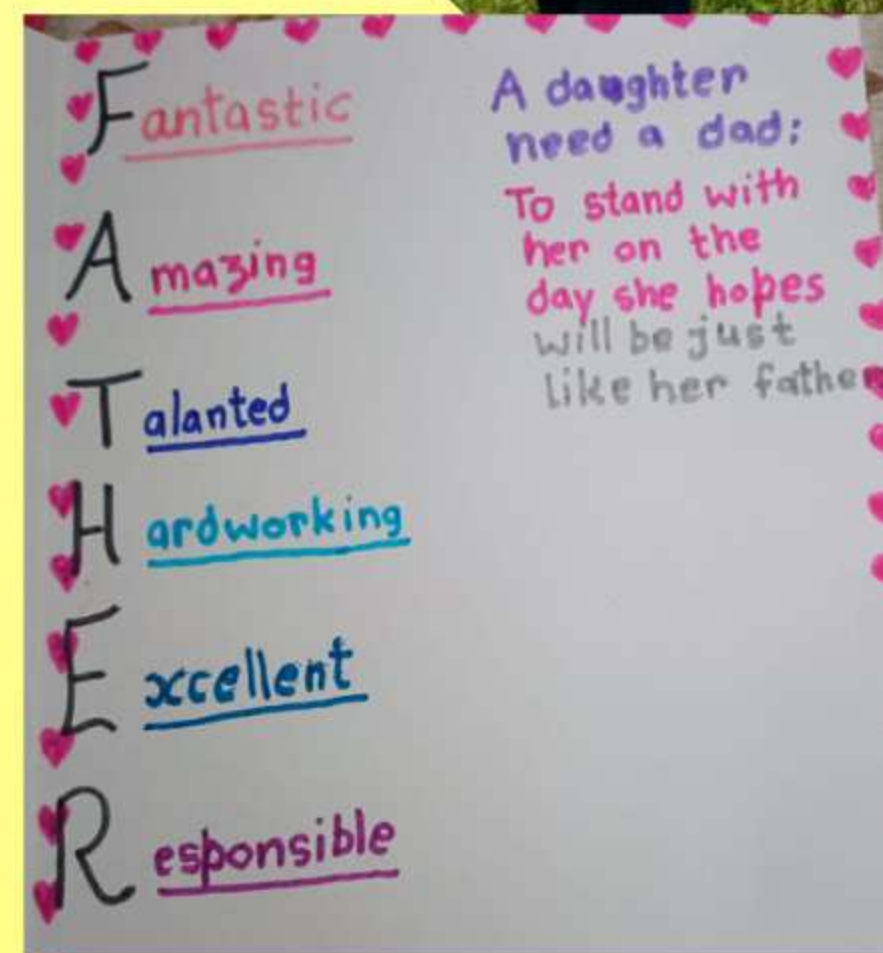 Fantastic
Amazing
Talanted
Hardworking
Excellent
Responsible
A daughter
need a dad:
To stand with
her on the
day she hopes
will be just
like her father